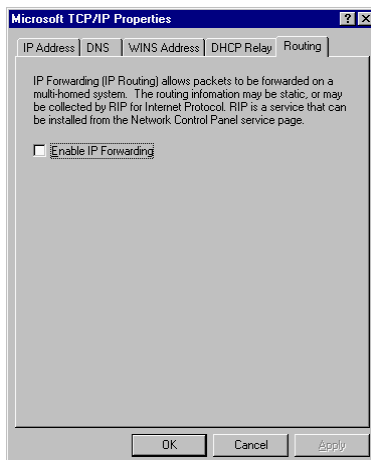 Microsoft TCP/IP Properties
IP Address DNS WINS Address DHCP Relay Routing
IP Forwarding (IP Routing) allows packets to be forwarded on a
multi-homed system. The routing infomation may be static, or may
be collected by RIP for Internet Protocol. RIP is a service that can
be installed from the Network Control Panel service page.
Enable IP Forwarding
OK Cancel Apply